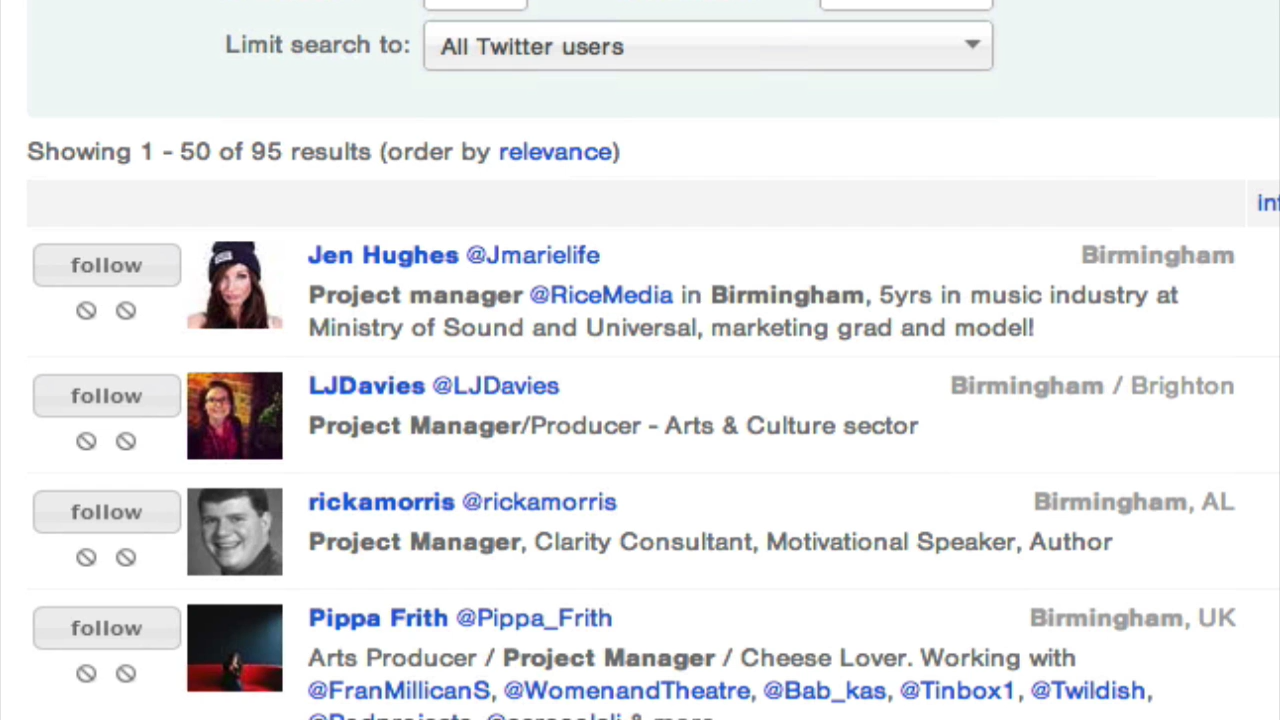 Limit search to: All Twitter users
Showing 1 - 50 of 95 results (order by relevance)
follow
Jen Hughes @Jmarielife Birmingham
Project manager @RiceMedia in Birmingham, 5yrs in music industry at
Ministry of Sound and Universal, marketing grad and model!
follow
LJDavies @LJDavies Birmingham / Brighton
Project Manager/Producer - Arts & Culture sector
follow
rickamorris @rickamorris Birmingham, AL
Project Manager, Clarity Consultant, Motivational Speaker, Author
follow
Pippa Frith @Pippa_Frith Birmingham, UK
Arts Producer / Project Manager / Cheese Lover. Working with
@FranMillicanS, @WomenandTheatre, @Bab_kas, @Tinbox1, @Twildish,